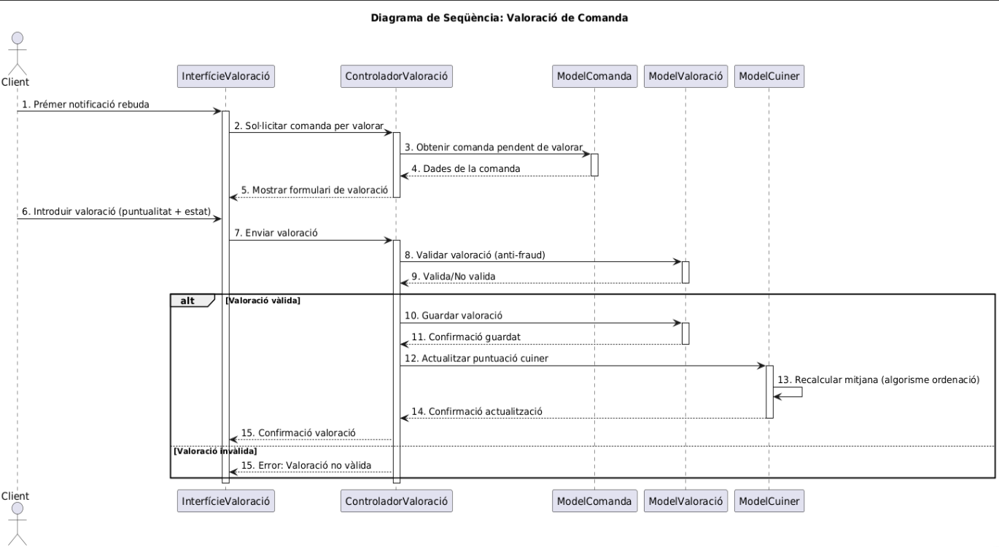 Diagrama de Seqüència: Valoració de Comanda
Client
InterfícieValoració
ControladorValoració
ModelComanda
ModelValoració
ModelCuiner
1. Prémer notificació rebuda
2. Sol·licitar comanda per valorar
3. Obtenir comanda pendent de valorar
4. Dades de la comanda
5. Mostrar formulari de valoració
6. Introduir valoració (puntualitat + estat)
7. Enviar valoració
8. Validar valoració (anti-fraud)
9. Valida/No valida
alt
[Valoració vàlida]
10. Guardar valoració
11. Confirmació guardat
12. Actualitzar puntuació cuiner
13. Recalcular mitjana (algorisme ordenació)
14. Confirmació actualització
15. Confirmació valoració
[Valoració invàlida]
15. Error: Valoració no vàlida
Client
InterfícieValoració
ControladorValoració
ModelComanda
ModelValoració
ModelCuiner